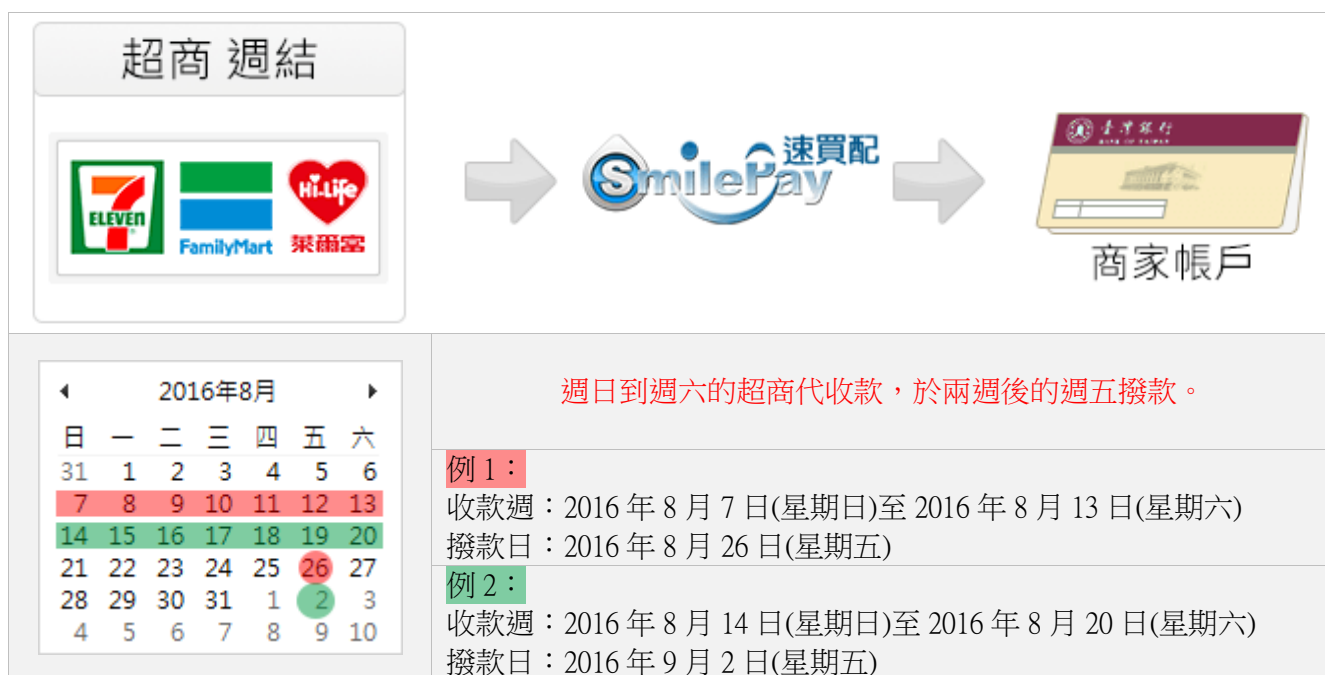 超商 週結
ELEVEN
FamilyMart
Hi-Life
萊爾富
SmilePay
速買配
臺灣銀行
BANK OF TAIWAN
商家帳戶
2016年8月
日 一 二 三 四 五 六
31 1 2 3 4 5 6
7 8 9 10 11 12 13
14 15 16 17 18 19 20
21 22 23 24 25 26 27
28 29 30 31 1 2 3
4 5 6 7 8 9 10
週日到週六的超商代收款，於兩週後的週五撥款。
例 1：
收款週：2016 年 8 月 7 日(星期日)至 2016 年 8 月 13 日(星期六)
撥款日：2016 年 8 月 26 日(星期五)
例 2：
收款週：2016 年 8 月 14 日(星期日)至 2016 年 8 月 20 日(星期六)
撥款日：2016 年 9 月 2 日(星期五)